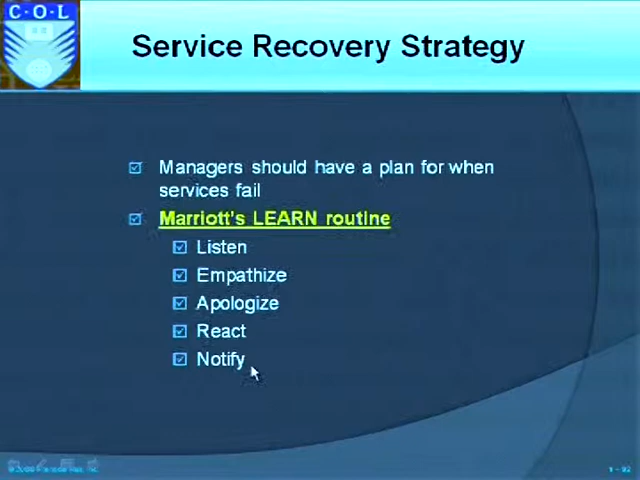 C·O·L
Service Recovery Strategy
Managers should have a plan for when
services fail
Marriott's LEARN routine
Listen
Empathize
Apologize
React
Notify